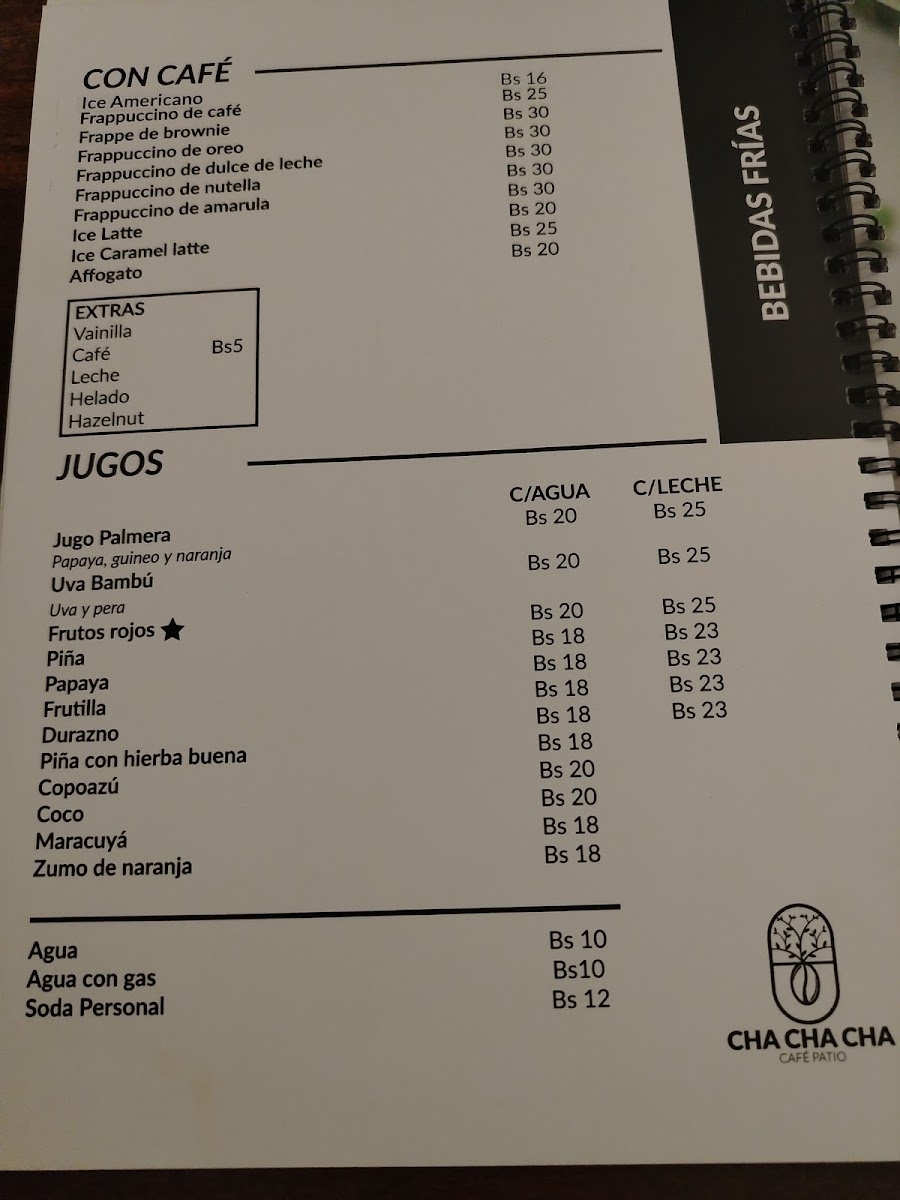 CON CAFÉ
Ice Americano Bs 16
Frappuccino de café Bs 25
Frappe de brownie Bs 30
Frappuccino de oreo Bs 30
Frappuccino de dulce de leche Bs 30
Frappuccino de nutella Bs 30
Frappuccino de amarula Bs 30
Ice Latte Bs 20
Ice Caramel latte Bs 25
Affogato Bs 20
BEBIDAS FRÍAS
EXTRAS
Vainilla
Café Bs5
Leche
Helado
Hazelnut
JUGOS
C/AGUA C/LECHE
Jugo Palmera Bs 20 Bs 25
Papaya, guineo y naranja
Uva Bambú Bs 20 Bs 25
Uva y pera
Frutos rojos ★ Bs 20 Bs 25
Piña Bs 18 Bs 23
Papaya Bs 18 Bs 23
Frutilla Bs 18 Bs 23
Durazno Bs 18 Bs 23
Piña con hierba buena Bs 18
Copoazú Bs 20
Coco Bs 20
Maracuyá Bs 18
Zumo de naranja Bs 18
Agua Bs 10
Agua con gas Bs10
Soda Personal Bs 12
CHA CHA CHA
CAFÉ PATIO